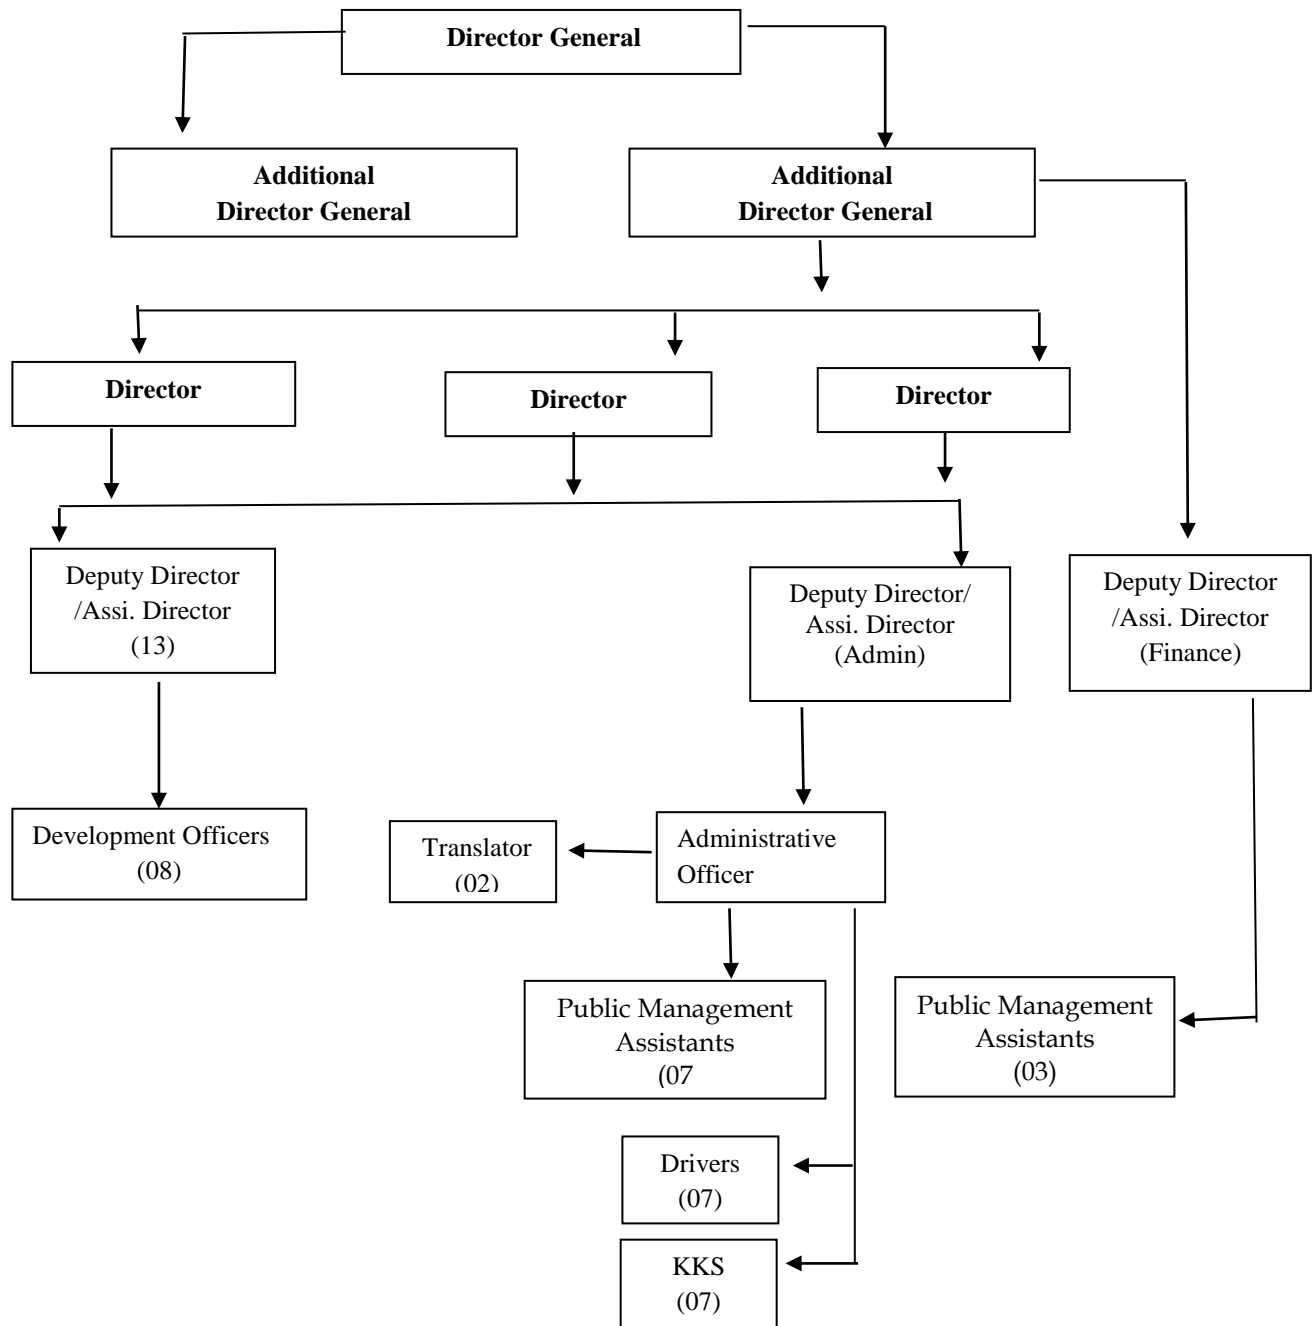 Director General
Additional
Director General
Additional
Director General
Director
Director
Director
Deputy Director
/Assi. Director
(13)
Deputy Director/
Assi. Director
(Admin)
Deputy Director
/Assi. Director
(Finance)
Development Officers
(08)
Translator
(02)
Administrative
Officer
Public Management
Assistants
(07
Public Management
Assistants
(03)
Drivers
(07)
KKS
(07)